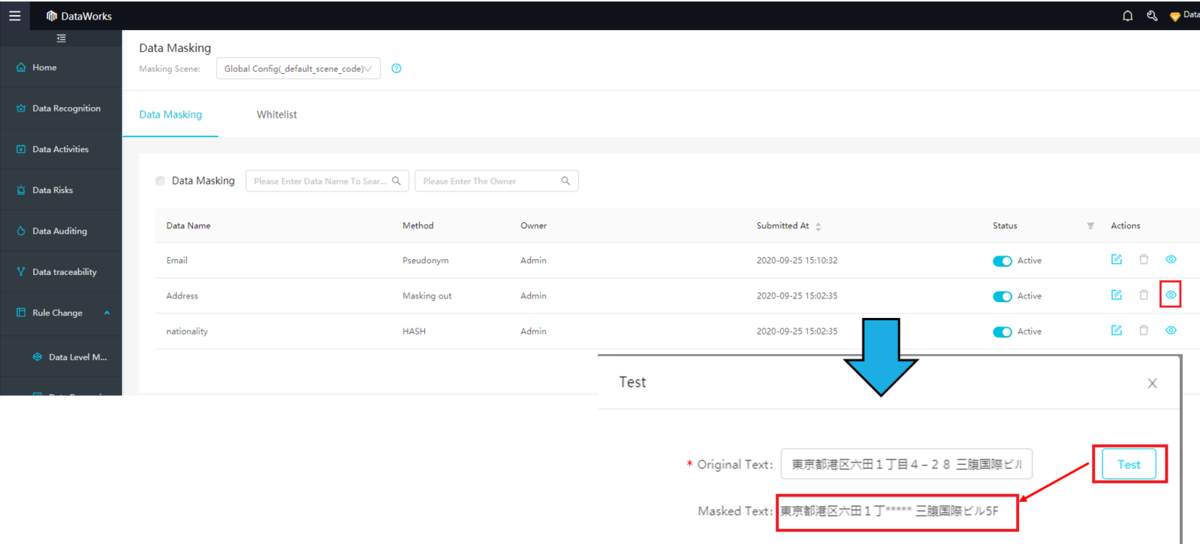 DataWorks
Data
Home
Data Recognition
Data Activities
Data Risks
Data Auditing
Data traceability
Rule Change
Data Level M...
Data Masking
Masking Scene: Global Config(_default_scene_code)
Data Masking Whitelist
Data Masking Please Enter Data Name To Sear... Please Enter The Owner
Data Name Method Owner Submitted At Status Actions
Email Pseudonym Admin 2020-09-25 15:10:32 Active
Address Masking out Admin 2020-09-25 15:02:35 Active
nationality HASH Admin 2020-09-25 15:02:35 Active
Test
* Original Text: 東京都港区六田1丁目4-28 三腹国際ビル Test
Masked Text: 東京都港区六田1丁***** 三腹国際ビル5F